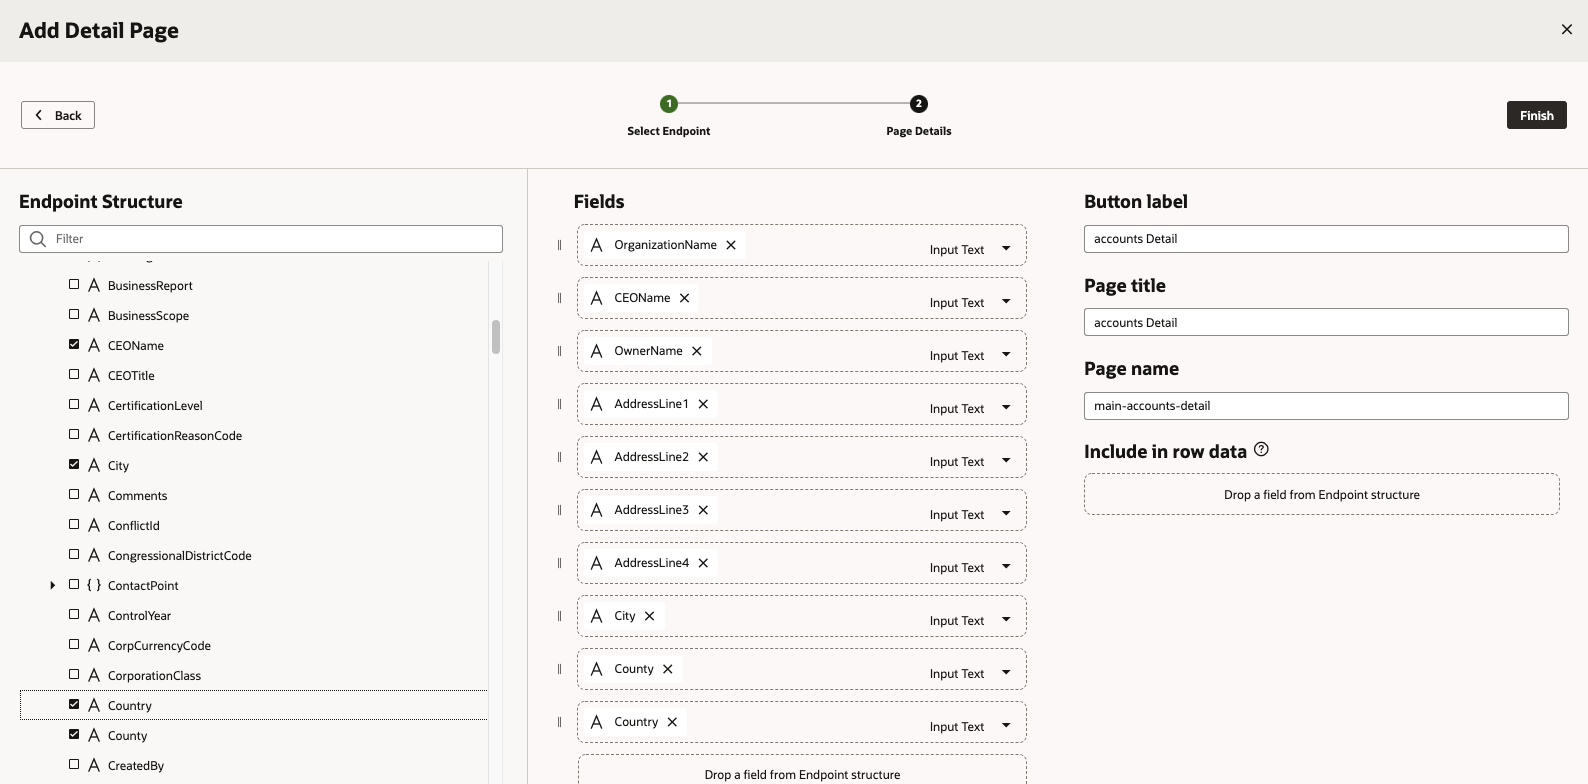 Add Detail Page
Back
1
2
Select Endpoint
Page Details
Finish
Endpoint Structure
Filter
BusinessReport
BusinessScope
CEOName
CEOTitle
CertificationLevel
CertificationReasonCode
City
Comments
ConflictId
CongressionalDistrictCode
{ } ContactPoint
ControlYear
CorpCurrencyCode
CorporationClass
Country
County
CreatedBy
Fields
OrganizationName Input Text
CEOName Input Text
OwnerName Input Text
AddressLine1 Input Text
AddressLine2 Input Text
AddressLine3 Input Text
AddressLine4 Input Text
City Input Text
County Input Text
Country Input Text
Drop a field from Endpoint structure
Button label
accounts Detail
Page title
accounts Detail
Page name
main-accounts-detail
Include in row data ?
Drop a field from Endpoint structure